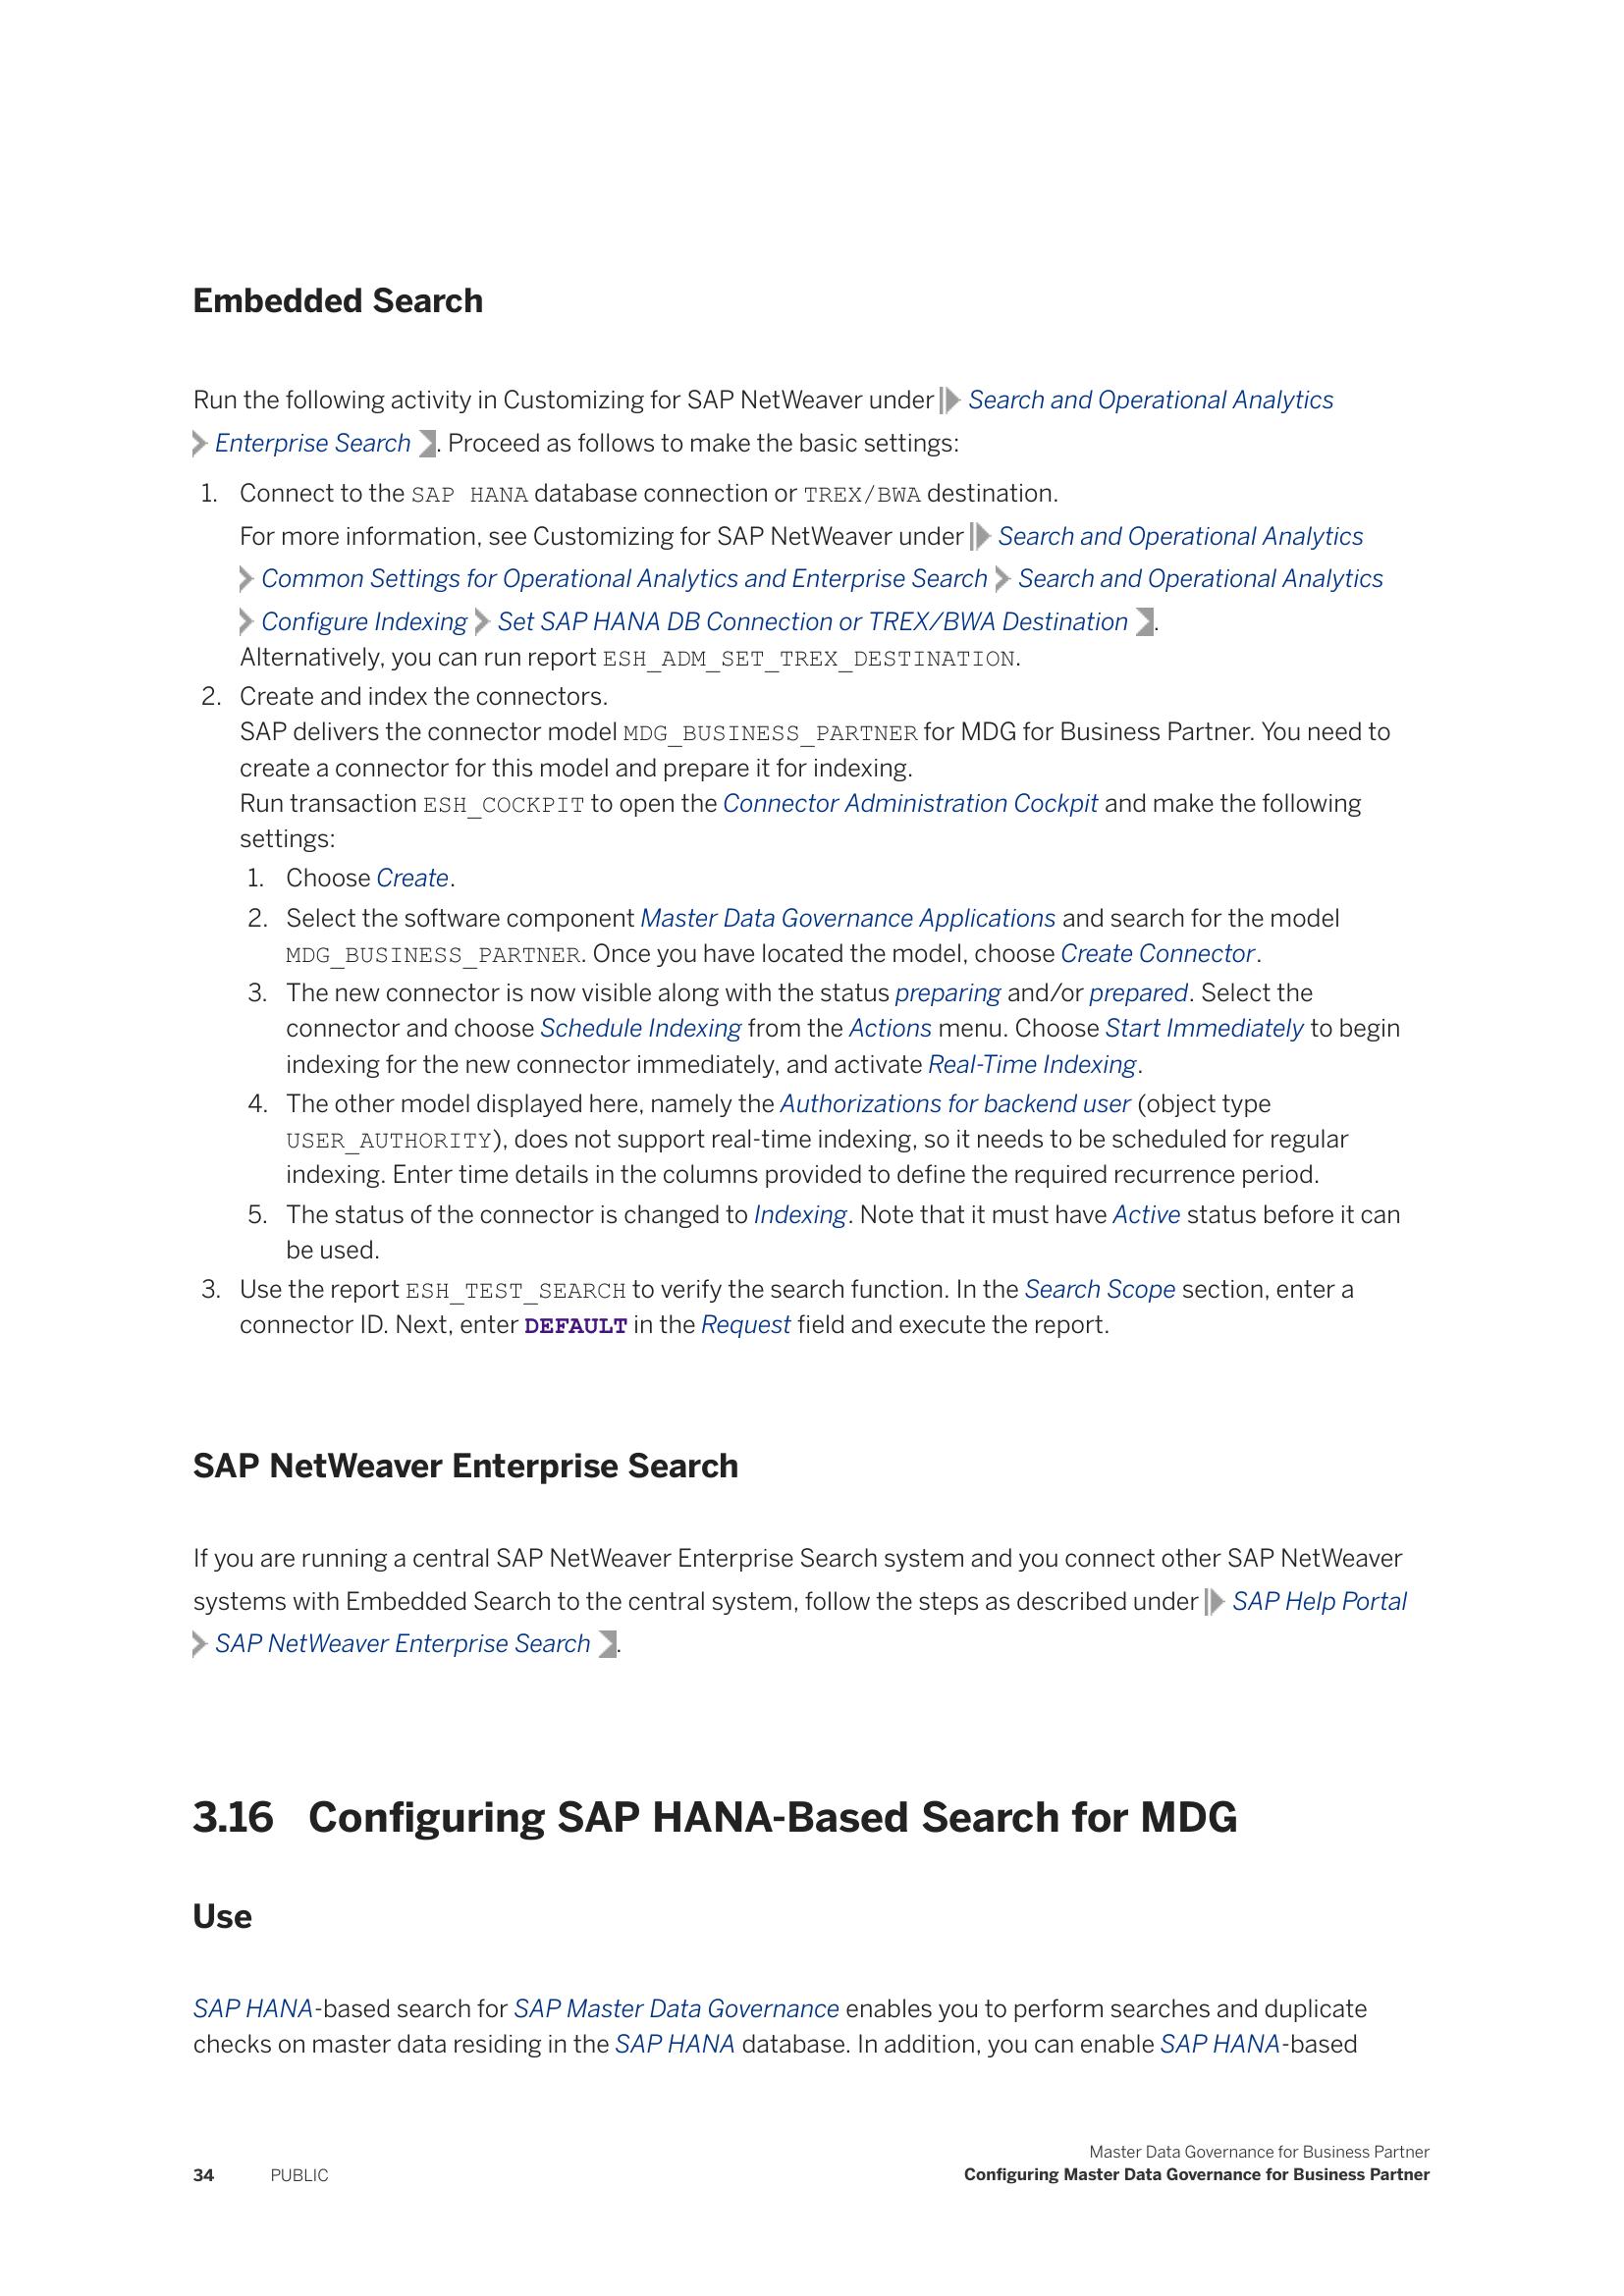 Embedded Search
Run the following activity in Customizing for SAP NetWeaver under Search and Operational Analytics
Enterprise Search . Proceed as follows to make the basic settings:
1. Connect to the SAP HANA database connection or TREX/BWA destination.
For more information, see Customizing for SAP NetWeaver under Search and Operational Analytics
Common Settings for Operational Analytics and Enterprise Search Search and Operational Analytics
Configure Indexing Set SAP HANA DB Connection or TREX/BWA Destination .
Alternatively, you can run report ESH_ADM_SET_TREX_DESTINATION.
2. Create and index the connectors.
SAP delivers the connector model MDG_BUSINESS_PARTNER for MDG for Business Partner. You need to
create a connector for this model and prepare it for indexing.
Run transaction ESH_COCKPIT to open the Connector Administration Cockpit and make the following
settings:
1. Choose Create.
2. Select the software component Master Data Governance Applications and search for the model
MDG_BUSINESS_PARTNER. Once you have located the model, choose Create Connector.
3. The new connector is now visible along with the status preparing and/or prepared. Select the
connector and choose Schedule Indexing from the Actions menu. Choose Start Immediately to begin
indexing for the new connector immediately, and activate Real-Time Indexing.
4. The other model displayed here, namely the Authorizations for backend user (object type
USER_AUTHORITY), does not support real-time indexing, so it needs to be scheduled for regular
indexing. Enter time details in the columns provided to define the required recurrence period.
5. The status of the connector is changed to Indexing. Note that it must have Active status before it can
be used.
3. Use the report ESH_TEST_SEARCH to verify the search function. In the Search Scope section, enter a
connector ID. Next, enter DEFAULT in the Request field and execute the report.
SAP NetWeaver Enterprise Search
If you are running a central SAP NetWeaver Enterprise Search system and you connect other SAP NetWeaver
systems with Embedded Search to the central system, follow the steps as described under SAP Help Portal
SAP NetWeaver Enterprise Search .
3.16 Configuring SAP HANA-Based Search for MDG
Use
SAP HANA-based search for SAP Master Data Governance enables you to perform searches and duplicate
checks on master data residing in the SAP HANA database. In addition, you can enable SAP HANA-based
Master Data Governance for Business Partner
34 PUBLIC Configuring Master Data Governance for Business Partner